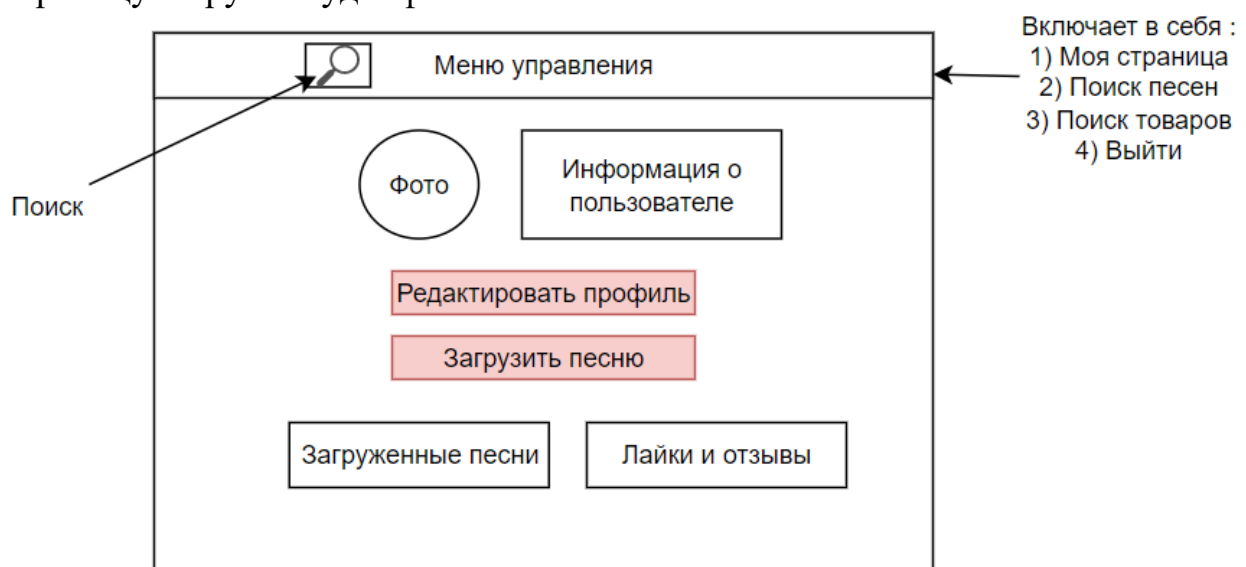 Включает в себя :
1) Моя страница
2) Поиск песен
3) Поиск товаров
4) Выйти
Меню управления
Поиск
Фото
Информация о
пользователе
Редактировать профиль
Загрузить песню
Загруженные песни
Лайки и отзывы